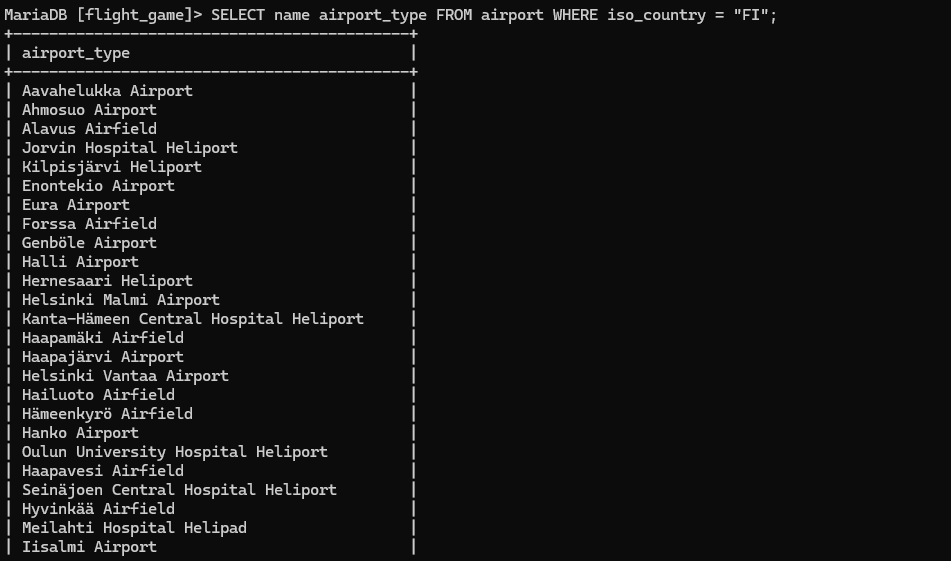 MariaDB [flight_game]> SELECT name airport_type FROM airport WHERE iso_country = "FI";
+--------------------------------------------+
| airport_type                               |
+--------------------------------------------+
| Aavahelukka Airport                        |
| Ahmosuo Airport                            |
| Alavus Airfield                            |
| Jorvin Hospital Heliport                   |
| Kilpisjärvi Heliport                       |
| Enontekio Airport                          |
| Eura Airport                               |
| Forssa Airfield                            |
| Genböle Airport                            |
| Halli Airport                              |
| Hernesaari Heliport                        |
| Helsinki Malmi Airport                     |
| Kanta-Hämeen Central Hospital Heliport     |
| Haapamäki Airfield                         |
| Haapajärvi Airport                         |
| Helsinki Vantaa Airport                    |
| Hailuoto Airfield                          |
| Hämeenkyrö Airfield                        |
| Hanko Airport                              |
| Oulun University Hospital Heliport         |
| Haapavesi Airfield                         |
| Seinäjoen Central Hospital Heliport        |
| Hyvinkää Airfield                          |
| Meilahti Hospital Helipad                  |
| Iisalmi Airport                            |